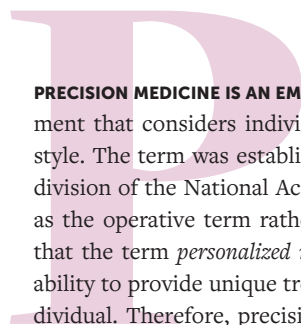 P
PRECISION MEDICINE IS AN EM
ment that considers indivi
style. The term was establi
division of the National Ac
as the operative term rathe
that the term personalized
ability to provide unique tre
dividual. Therefore, precisi